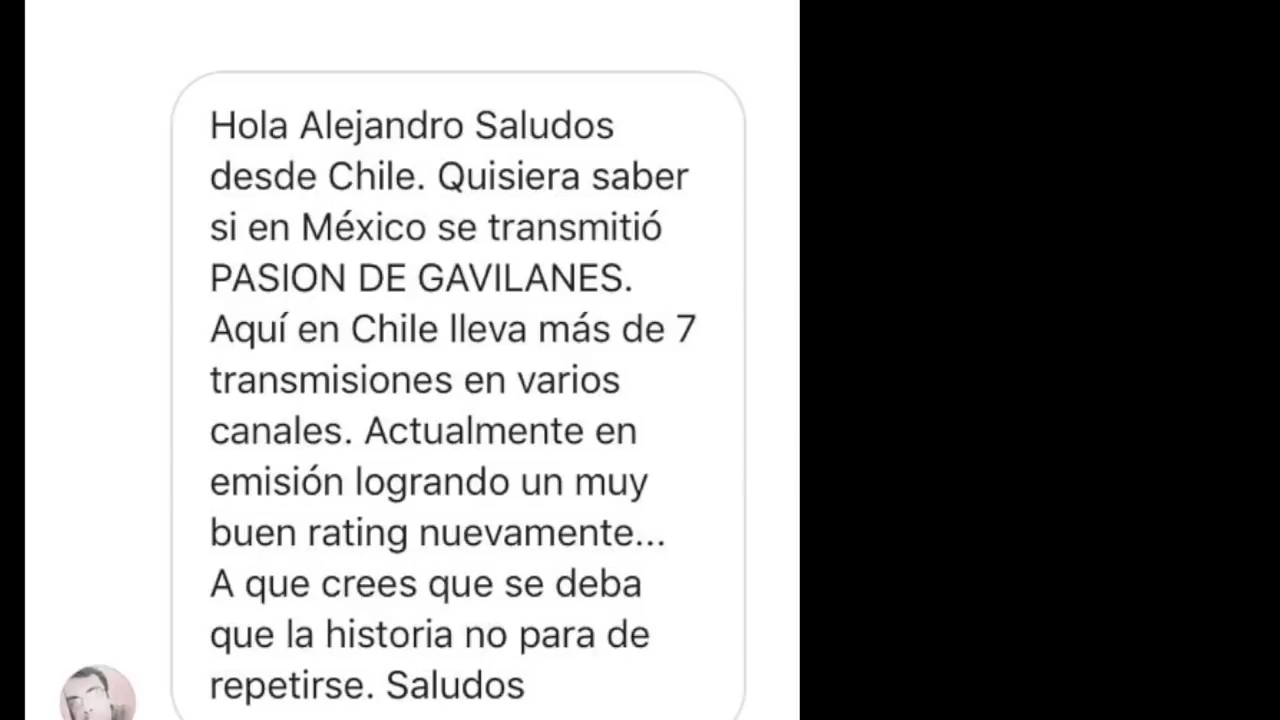 Hola Alejandro Saludos
desde Chile. Quisiera saber
si en México se transmitió
PASION DE GAVILANES.
Aquí en Chile lleva más de 7
transmisiones en varios
canales. Actualmente en
emisión logrando un muy
buen rating nuevamente...
A que crees que se deba
que la historia no para de
repetirse. Saludos